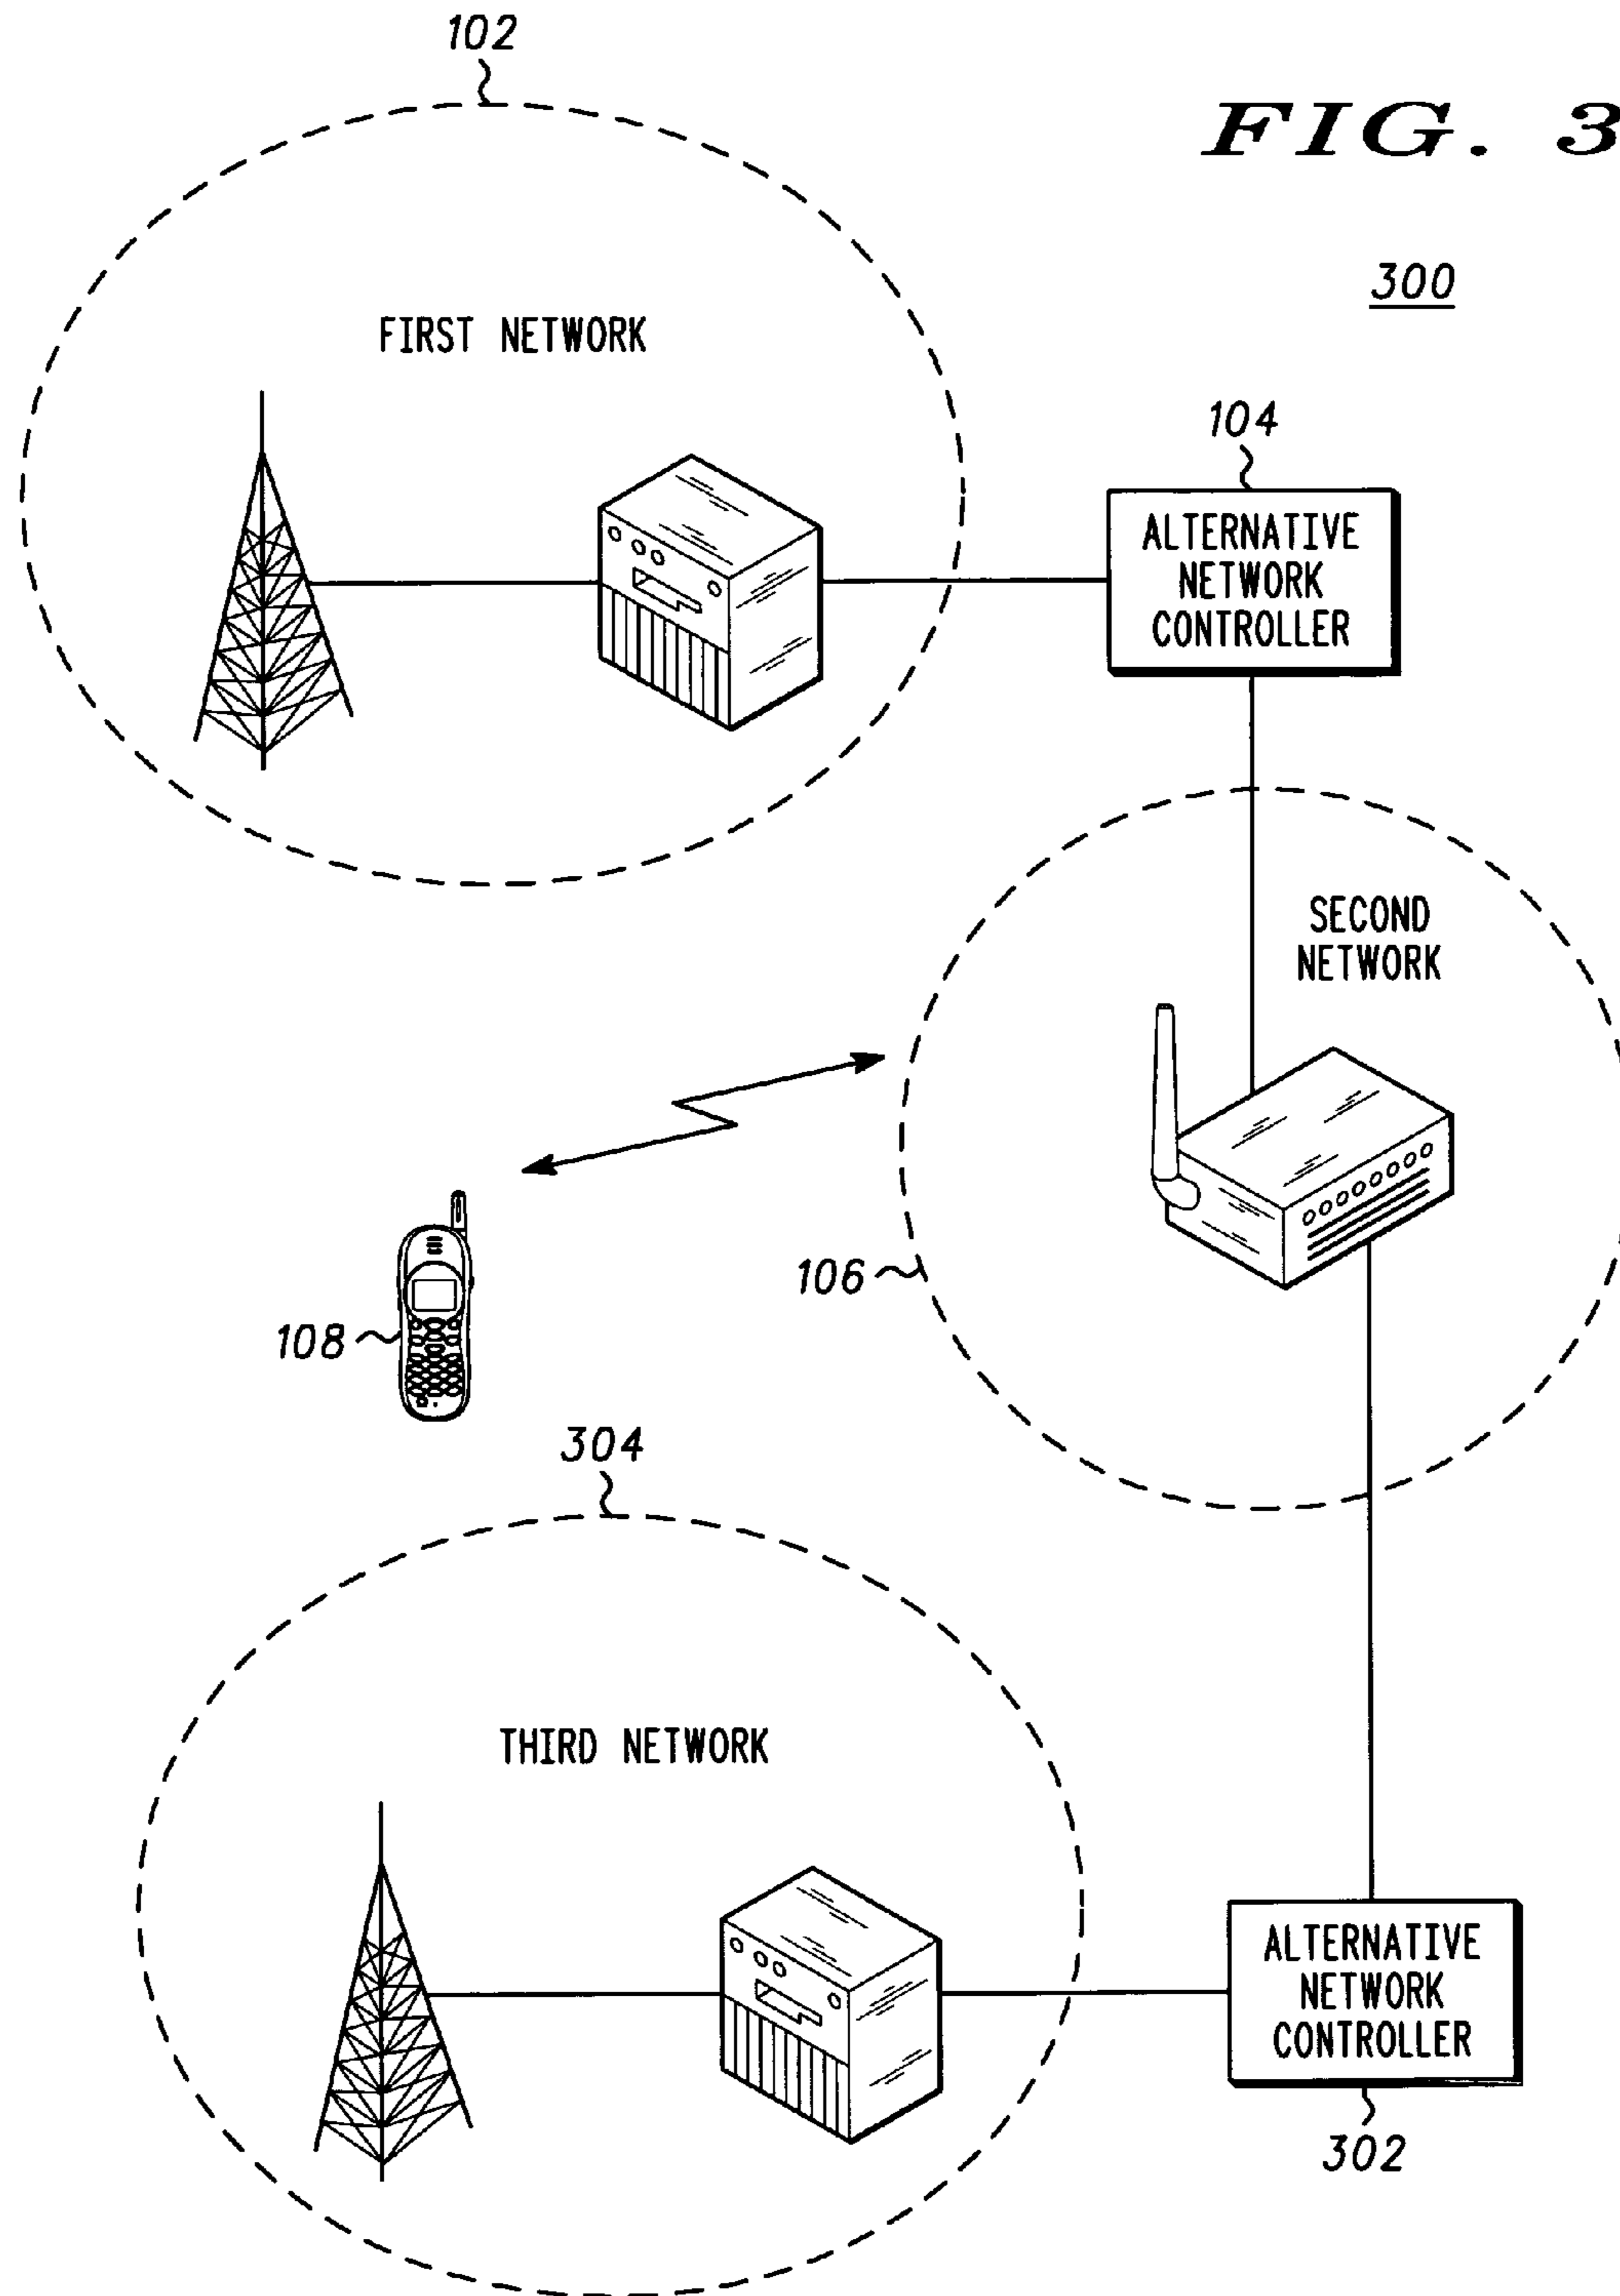 102
FIG. 3
300
FIRST NETWORK
104
ALTERNATIVE
NETWORK
CONTROLLER
SECOND
NETWORK
106
108
304
THIRD NETWORK
ALTERNATIVE
NETWORK
CONTROLLER
302